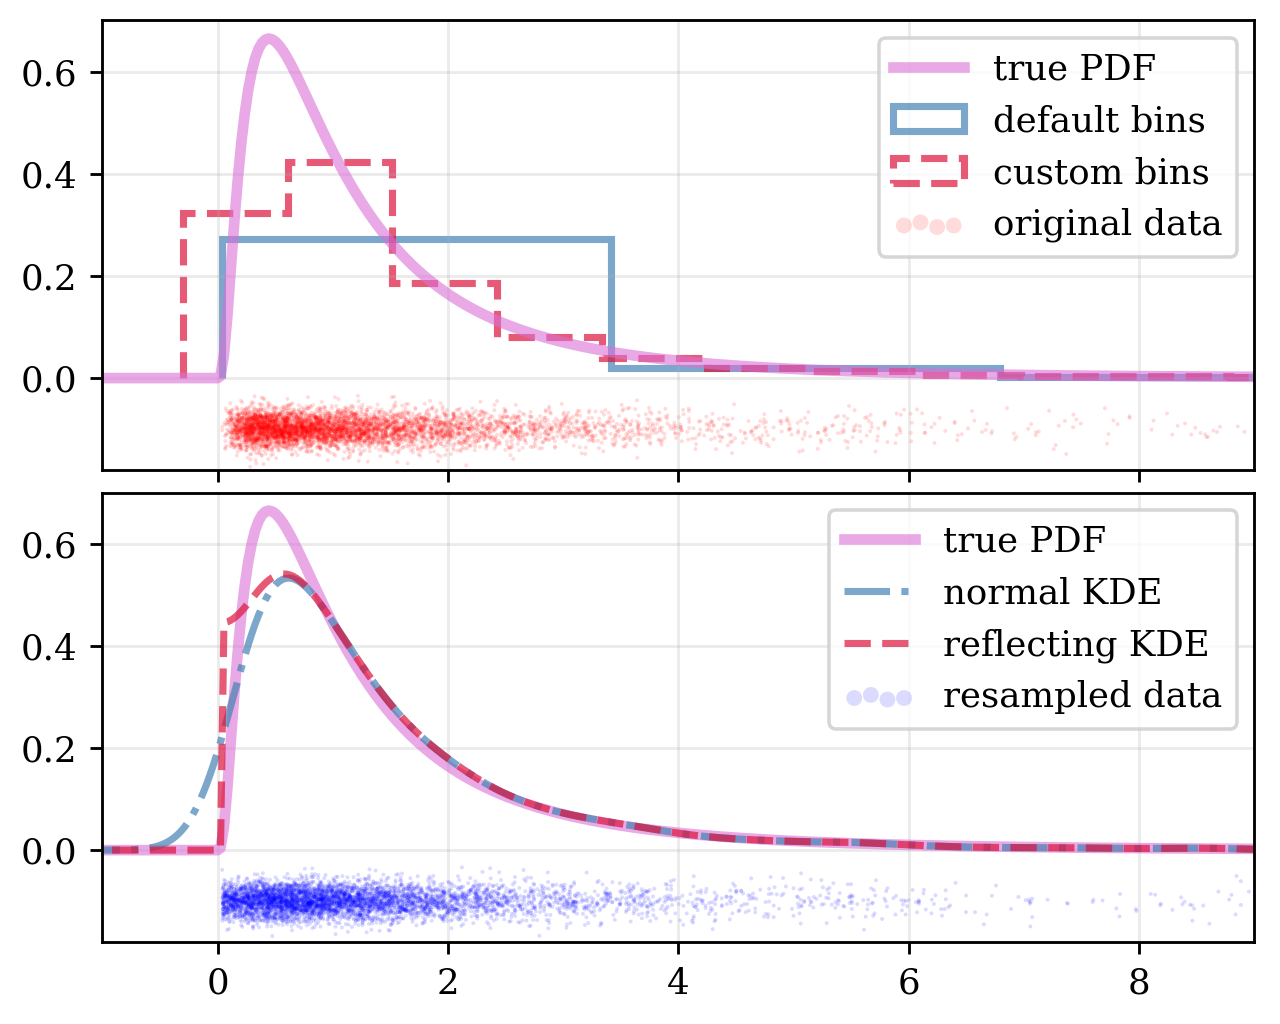 0.6
0.4
0.2
0.0
true PDF
default bins
custom bins
original data
0.6
0.4
0.2
0.0
true PDF
normal KDE
reflecting KDE
resampled data
0 2 4 6 8